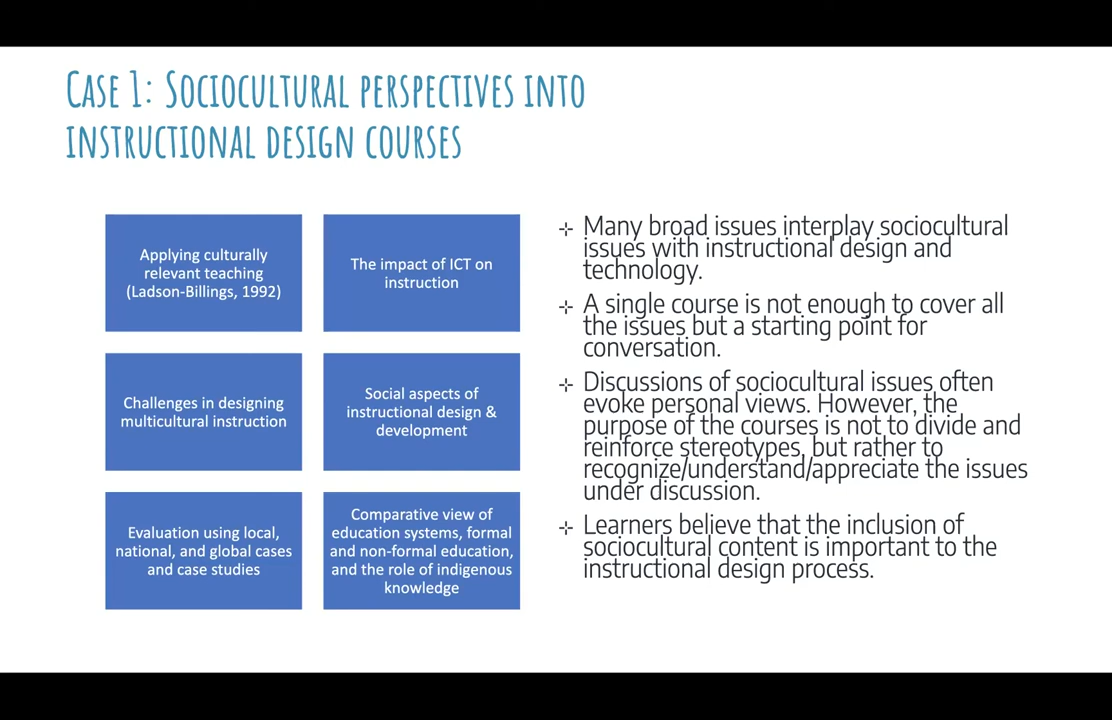 Case 1: Sociocultural perspectives into
instructional design courses
Applying culturally
relevant teaching
(Ladson-Billings, 1992)
The impact of ICT on
instruction
Challenges in designing
multicultural instruction
Social aspects of
instructional design &
development
Evaluation using local,
national, and global cases
and case studies
Comparative view of
education systems, formal
and non-formal education,
and the role of indigenous
knowledge
Many broad issues interplay sociocultural
issues with instructional design and
technology.
A single course is not enough to cover all
the issues but a starting point for
conversation.
Discussions of sociocultural issues often
evoke personal views. However, the
purpose of the courses is not to divide and
reinforce stereotypes, but rather to
recognize/understand/appreciate the issues
under discussion.
Learners believe that the inclusion of
sociocultural content is important to the
instructional design process.